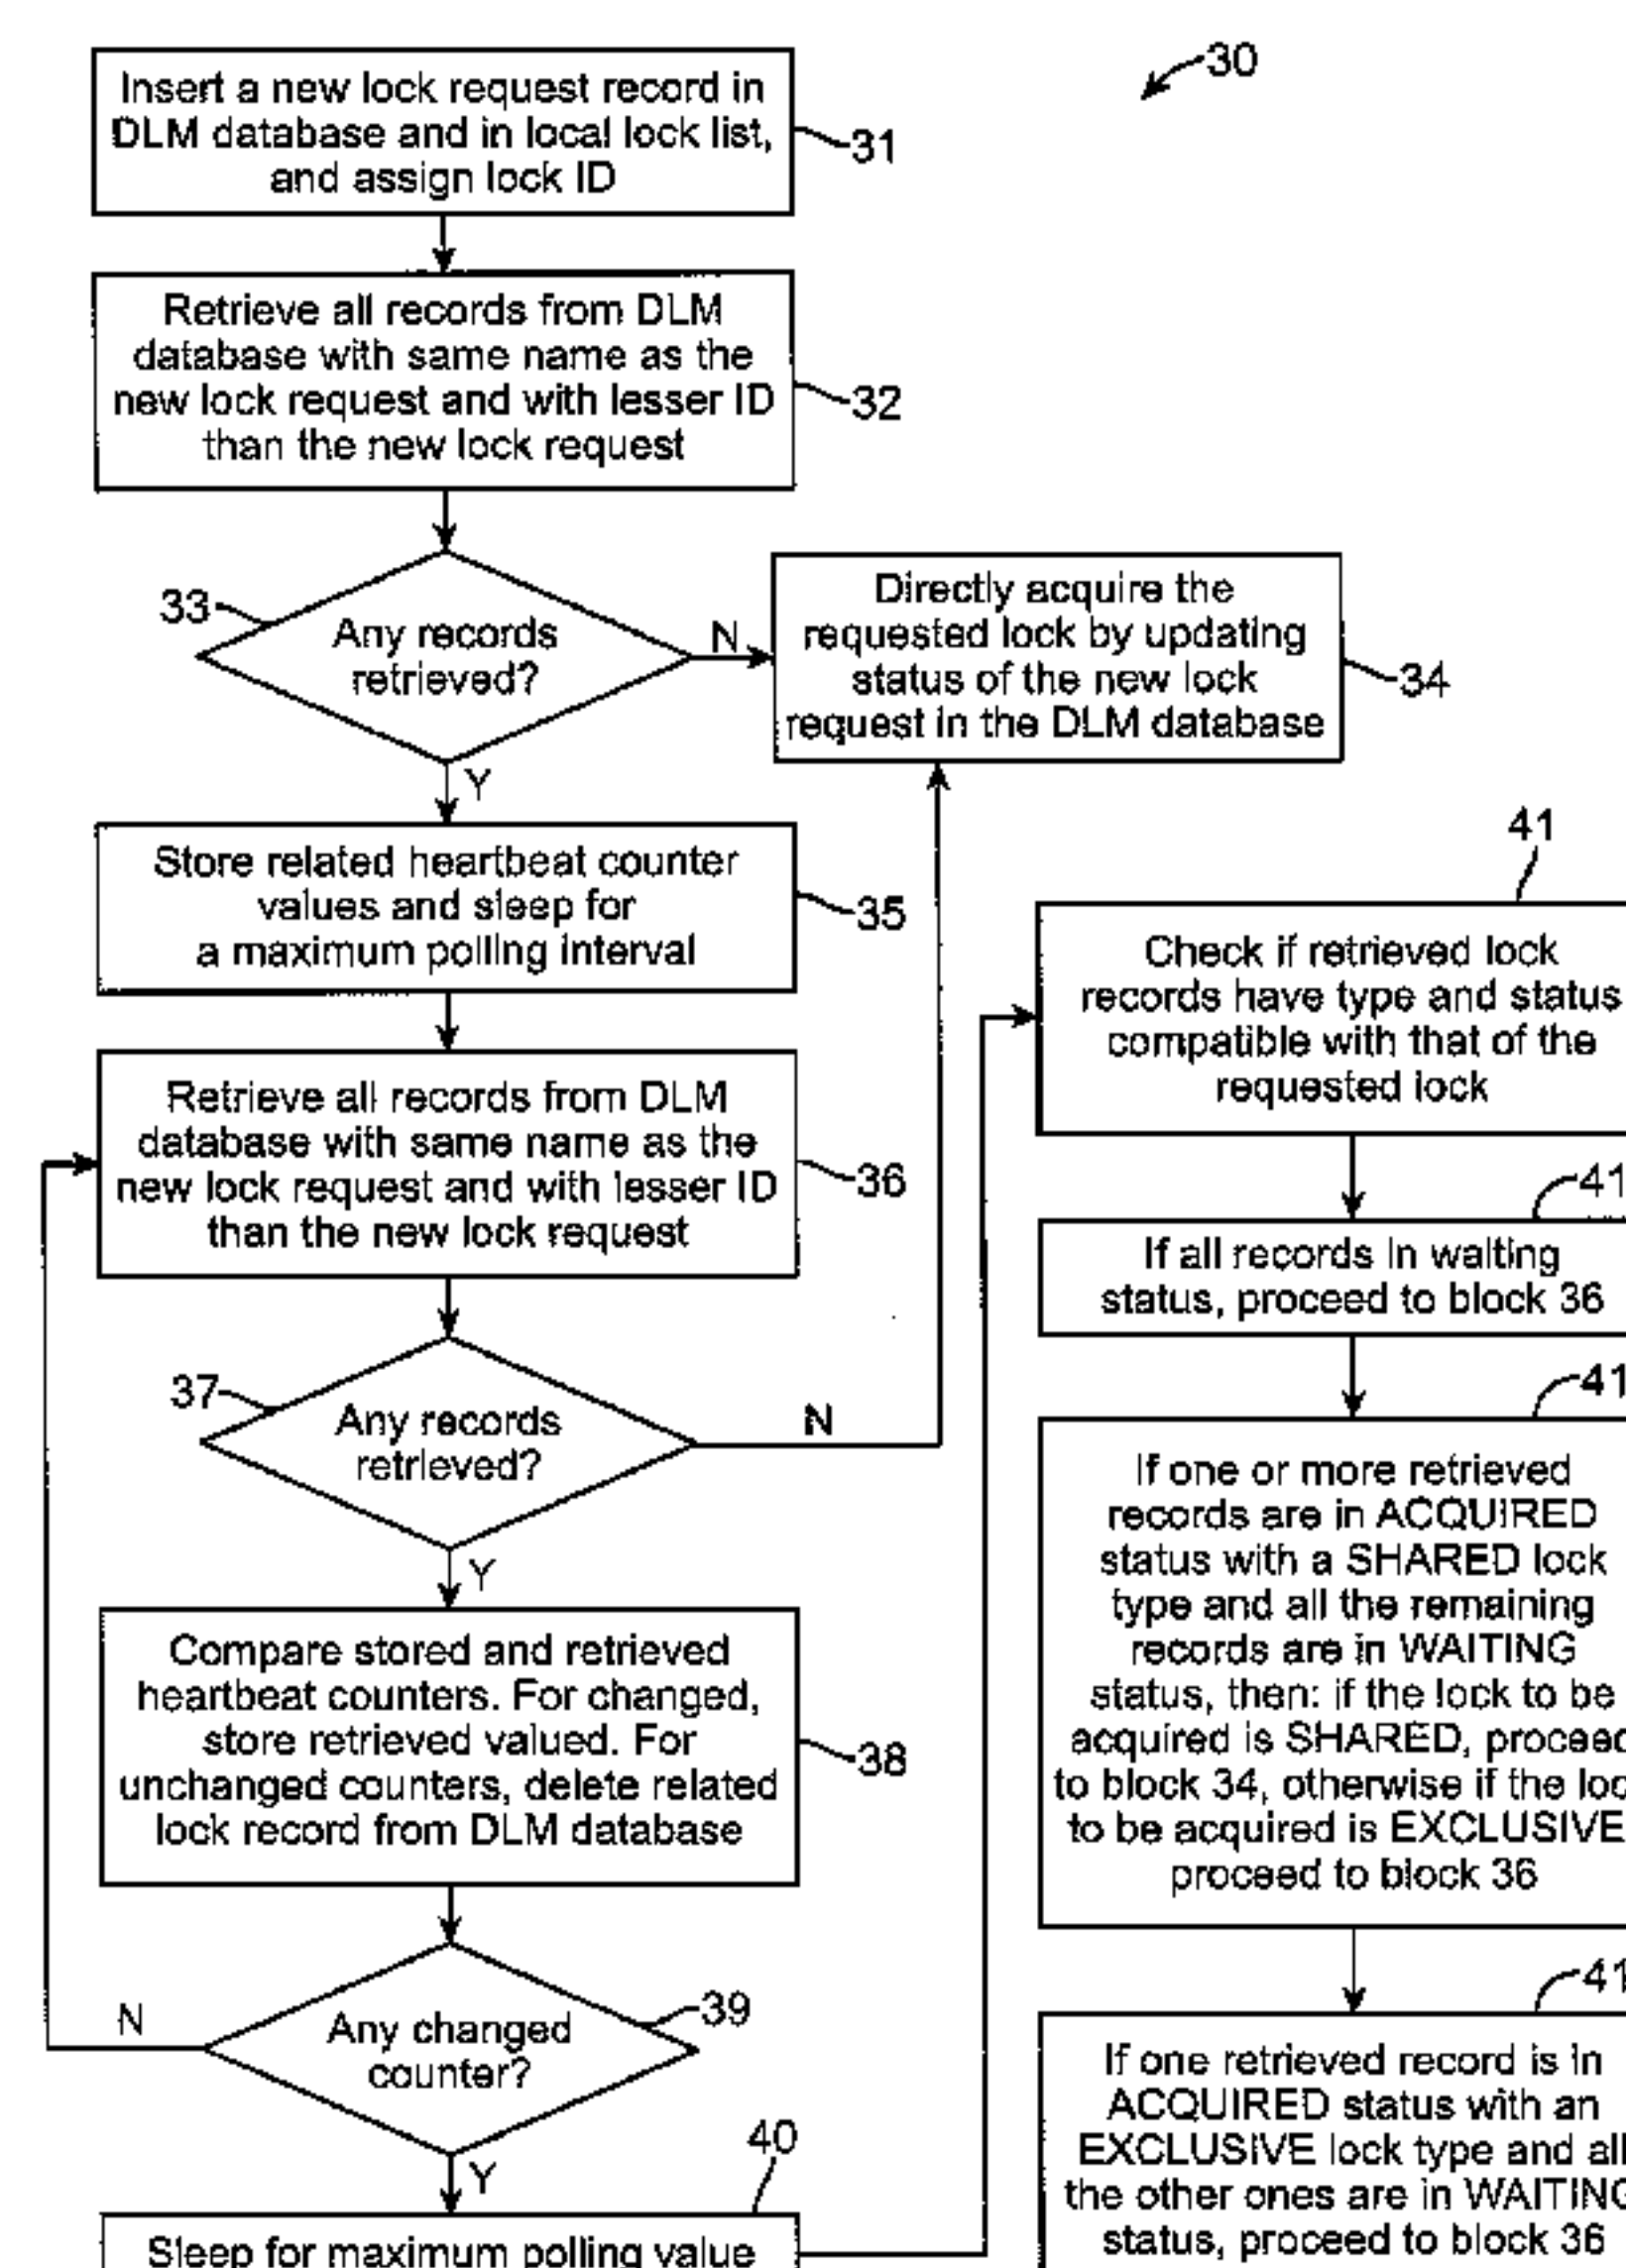 30
Insert a new lock request record in
DLM database and in local lock list,
and assign lock ID
31
Retrieve all records from DLM
database with same name as the
new lock request and with lesser ID
than the new lock request
32
33
Any records
retrieved?
N
Y
Directly acquire the
requested lock by updating
status of the new lock
request in the DLM database
34
Store related heartbeat counter
values and sleep for
a maximum polling interval
35
Retrieve all records from DLM
database with same name as the
new lock request and with lesser ID
than the new lock request
36
37
Any records
retrieved?
N
Y
Compare stored and retrieved
heartbeat counters. For changed,
store retrieved valued. For
unchanged counters, delete related
lock record from DLM database
38
39
Any changed
counter?
N
Y
40
Sleep for maximum polling value
41
Check if retrieved lock
records have type and status
compatible with that of the
requested lock
41
If all records in waiting
status, proceed to block 36
41
If one or more retrieved
records are in ACQUIRED
status with a SHARED lock
type and all the remaining
records are in WAITING
status, then: if the lock to be
acquired is SHARED, proceed
to block 34, otherwise if the
to be acquired is EXCLUSIVE
proceed to block 36
41
If one retrieved record is in
ACQUIRED status with an
EXCLUSIVE lock type and all
the other ones are in WAITING
status, proceed to block 36